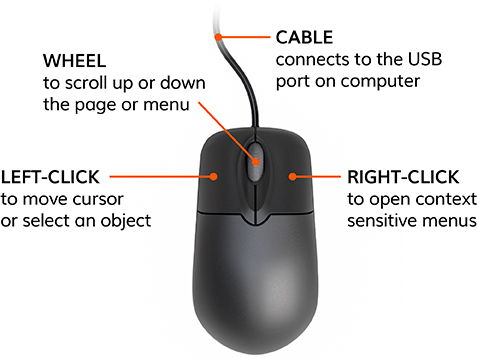 CABLE
connects to the USB
port on computer
WHEEL
to scroll up or down
the page or menu
LEFT-CLICK
to move cursor
or select an object
RIGHT-CLICK
to open context
sensitive menus